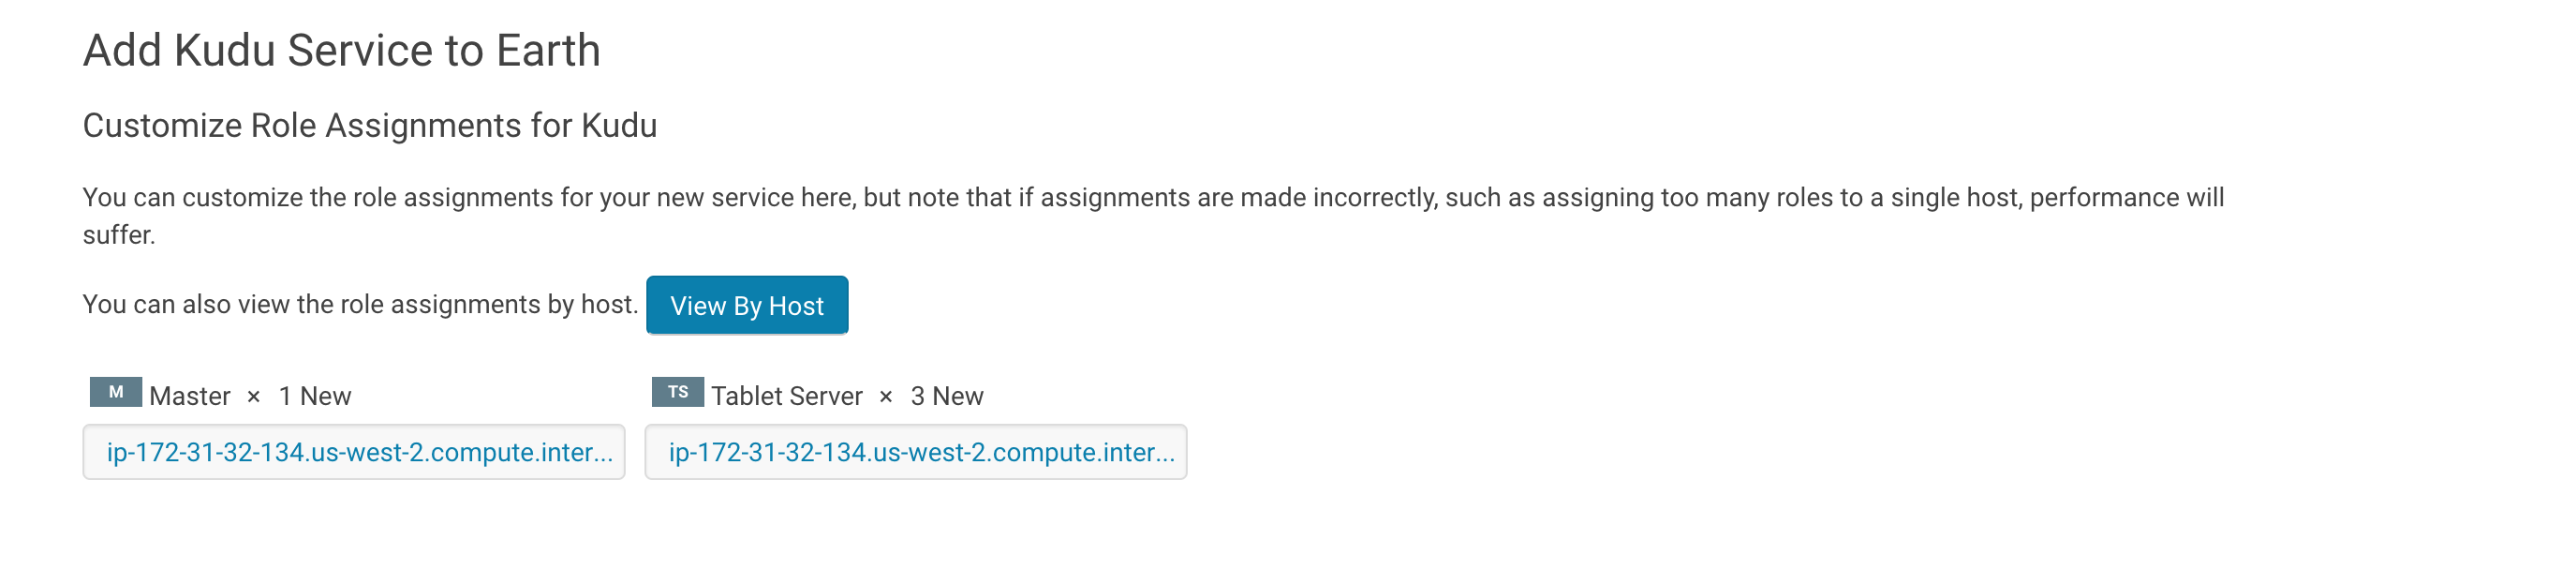 Add Kudu Service to Earth
Customize Role Assignments for Kudu
You can customize the role assignments for your new service here, but note that if assignments are made incorrectly, such as assigning too many roles to a single host, performance will
suffer.
You can also view the role assignments by host. View By Host
M Master × 1 New TS Tablet Server × 3 New
ip-172-31-32-134.us-west-2.compute.inter... ip-172-31-32-134.us-west-2.compute.inter...